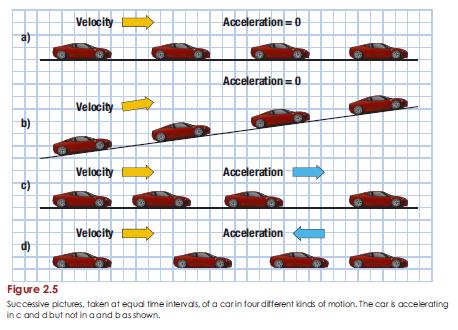 Velocity Acceleration = 0
a)
Acceleration = 0
Velocity
b)
Velocity Acceleration
c)
Velocity Acceleration
d)
Figure 2.5
Successive pictures, taken at equal time intervals, of a car in four different kinds of motion. The car is accelerating
in c and d but not in a and b as shown.